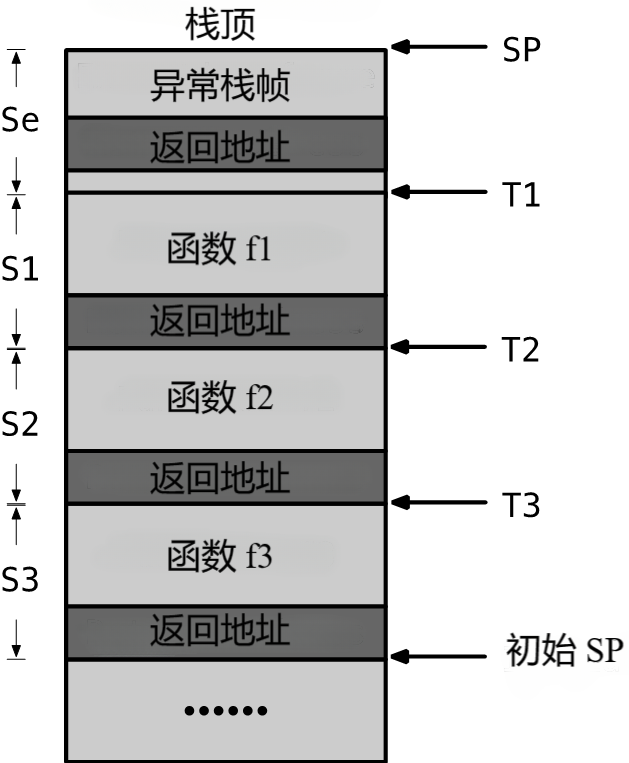 栈顶
SP
异常栈帧
Se
返回地址
T1
函数 f1
S1
返回地址
T2
函数 f2
S2
返回地址
T3
函数 f3
S3
返回地址
初始 SP
······